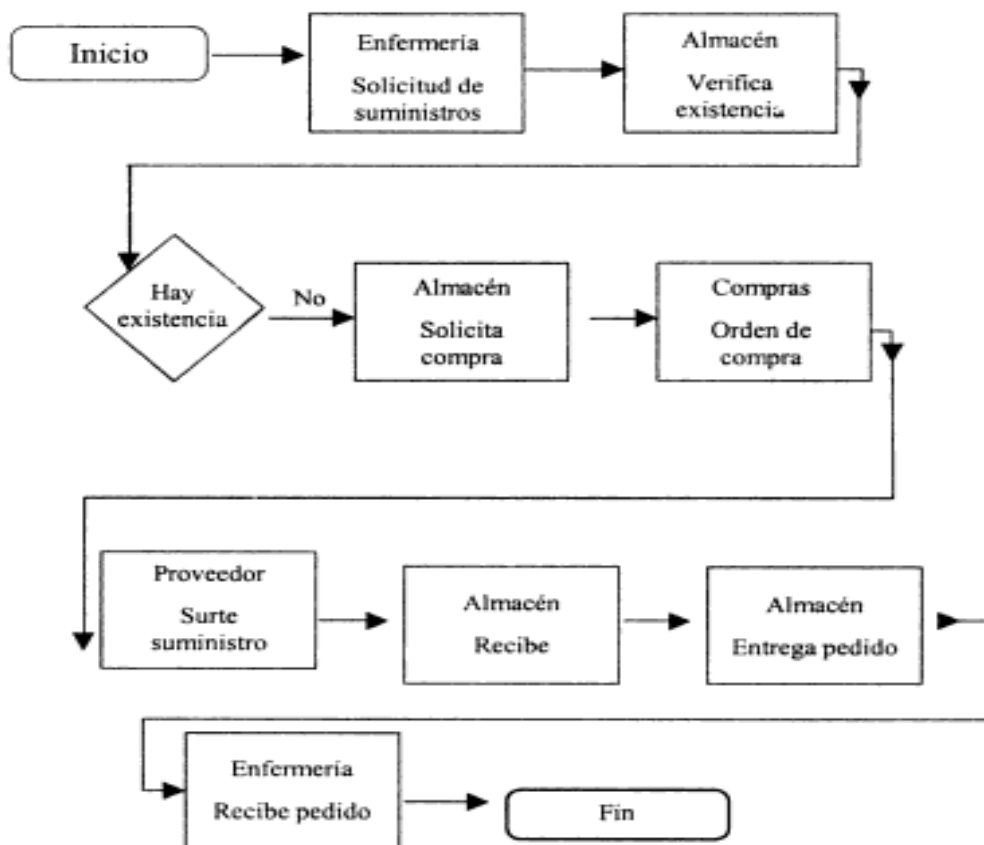 Inicio
Enfermería
Solicitud de
suministros
Almacén
Verifica
existencia
Hay
existencia
No
Almacén
Solicita
compra
Compras
Orden de
compra
Proveedor
Surte
suministro
Almacén
Recibe
Almacén
Entrega pedido
Enfermería
Recibe pedido
Fin